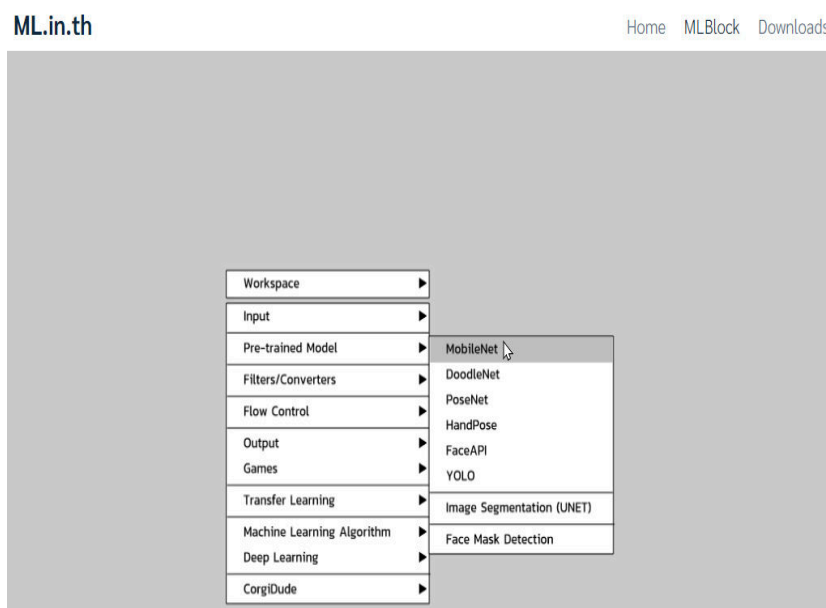 ML.in.th
Home MLBlock Downloads
Workspace
Input
Pre-trained Model
Filters/Converters
Flow Control
Output
Games
Transfer Learning
Machine Learning Algorithm
Deep Learning
CorgiDude
MobileNet
DoodleNet
PoseNet
HandPose
FaceAPI
YOLO
Image Segmentation (UNET)
Face Mask Detection